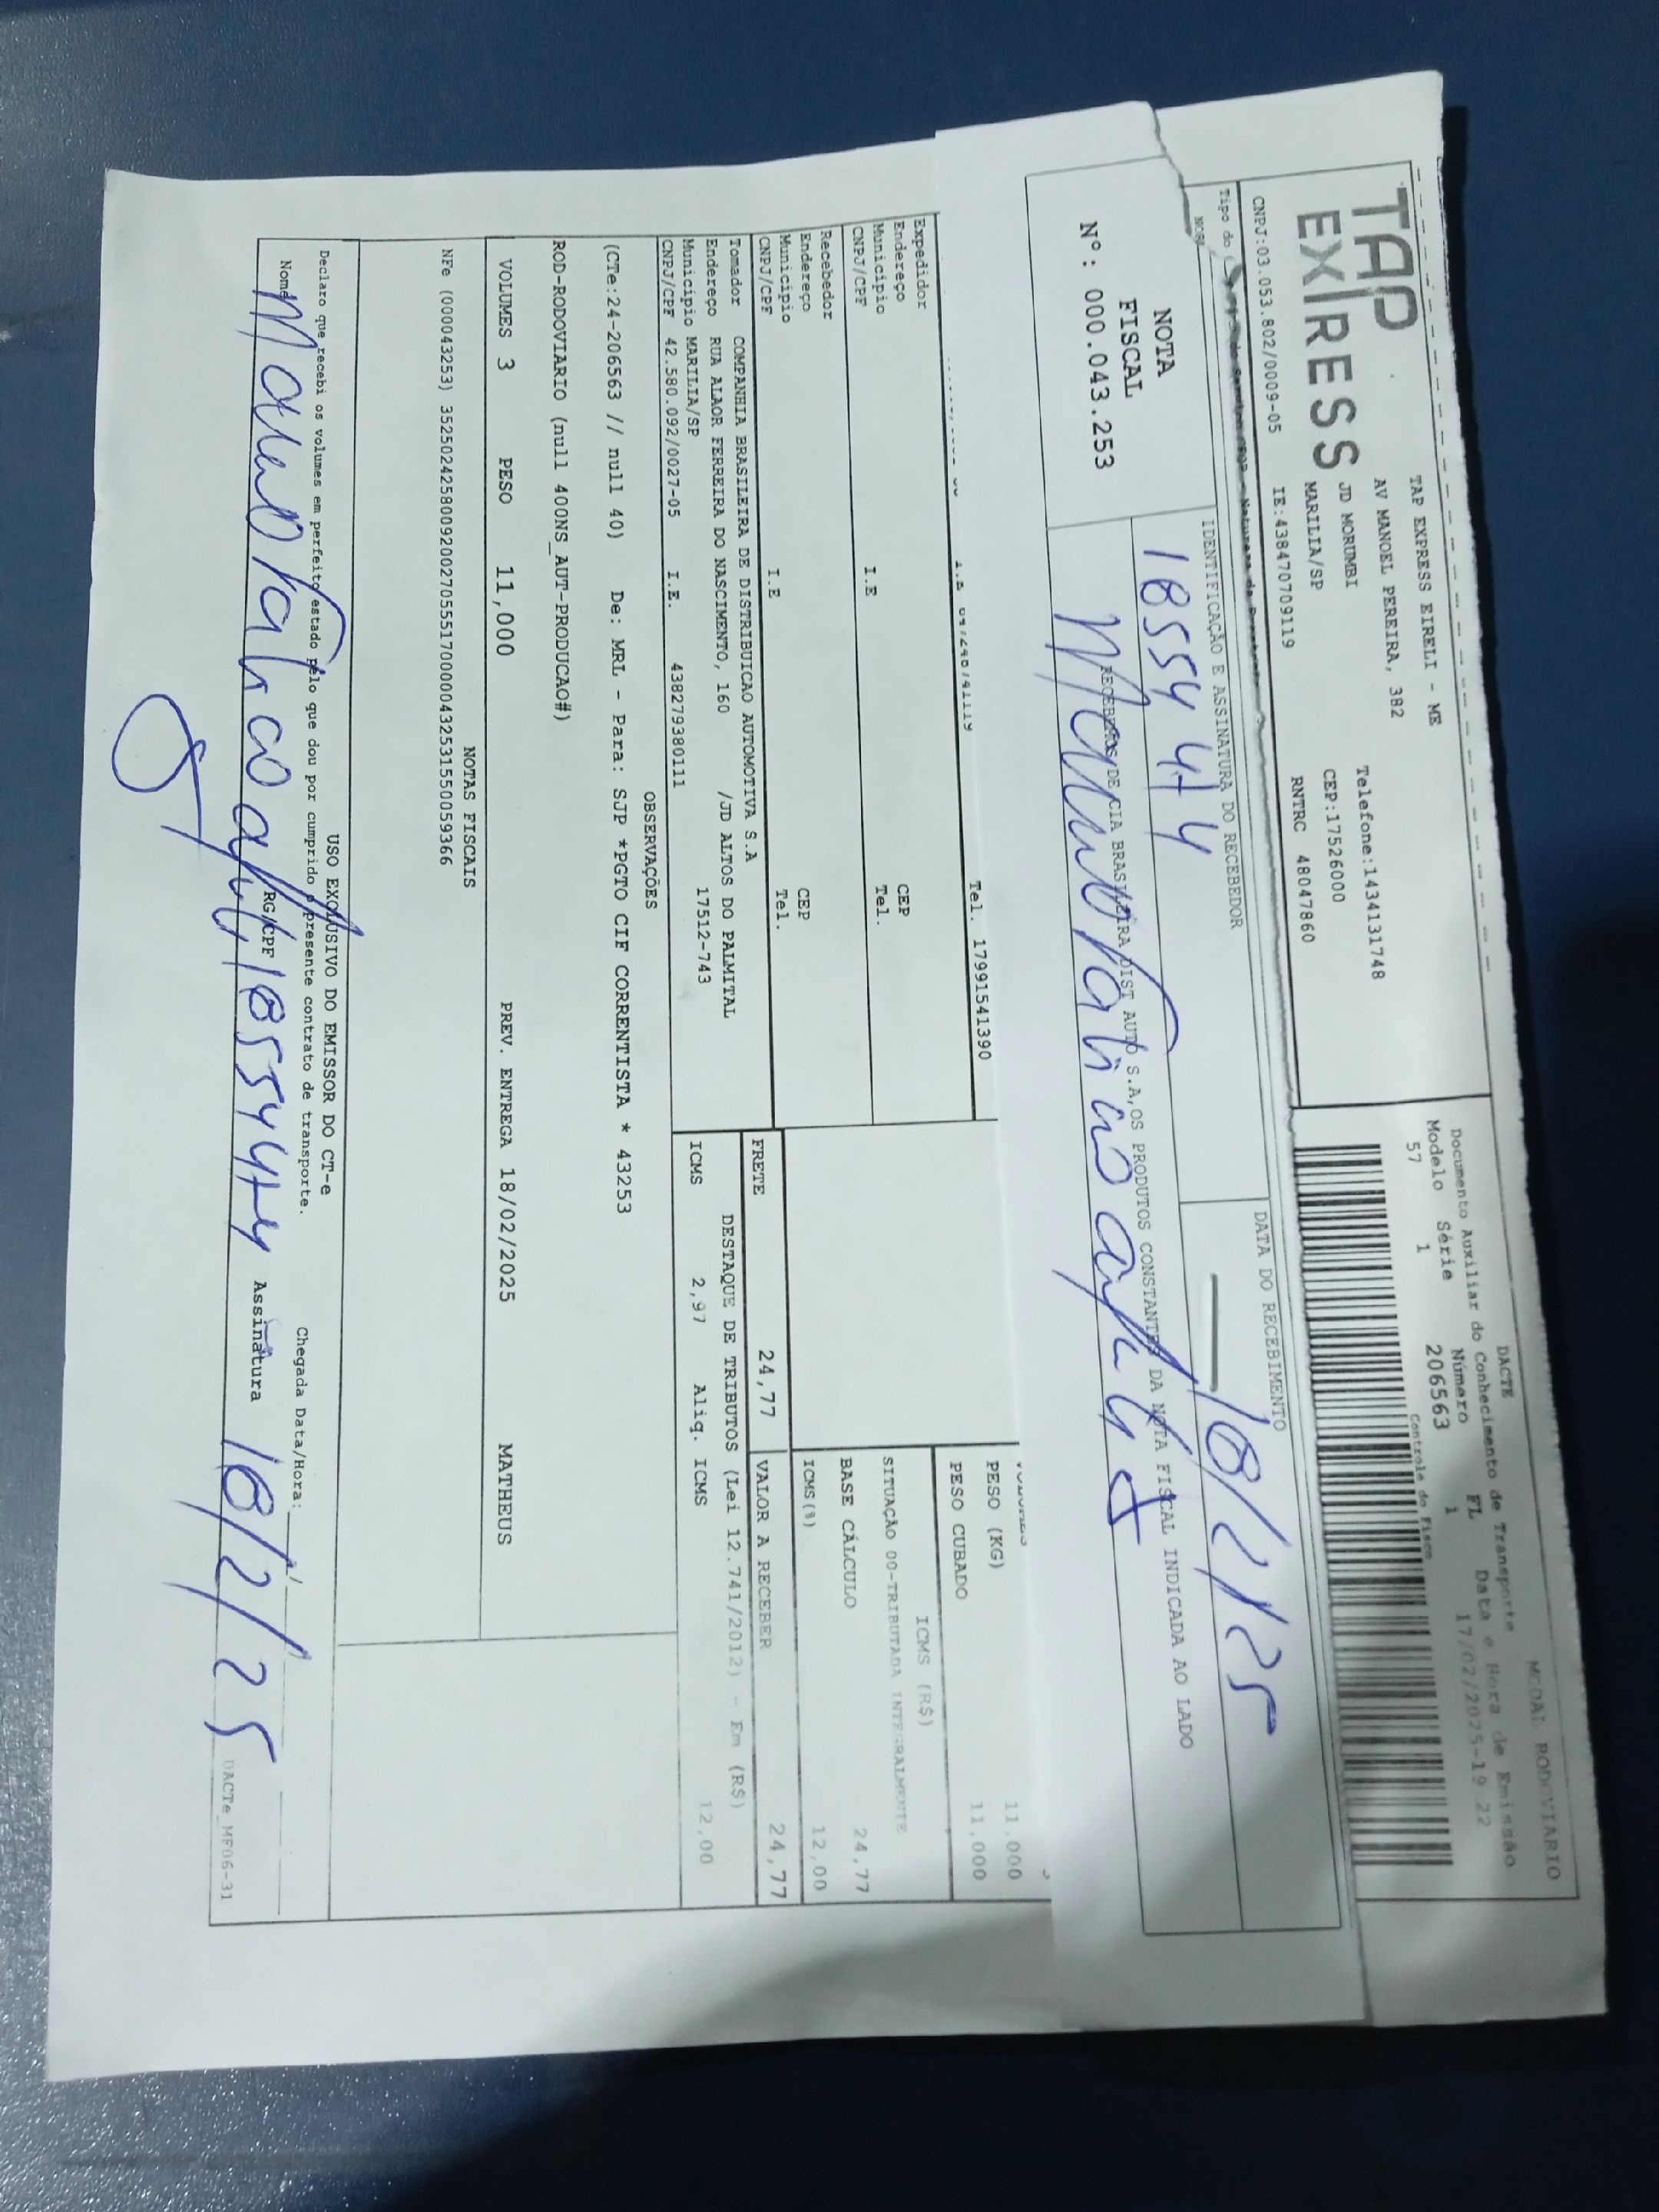 TAP
EXPRESS
TAP EXPRESS EIRELI - ME
AV MANOEL PEREIRA, 382
JD MORUMBI
MARILIA/SP
Telefone:1434131748
CEP:17526000
CNPJ:03.053.802/0009-05 IE:438470709119 RNTRC 48047860
MODAL RODOVIARIO
DACTE
Documento Auxiliar do Conhecimento de Transporte
Modelo Série Número FL Data e Hora de Emissão
57 1 206563 1 17/02/2025-19 22
Controle do Fisco
Tipo do
IDENTIFICAÇÃO E ASSINATURA DO RECEBEDOR
DATA DO RECEBIMENTO
NOTA
FISCAL
Nº: 000.043.253
18/2/25
RECEBEMOS DE CIA BRASILEIRA DIST AUTO S.A, OS PRODUTOS CONSTANTES DA NOTA FISCAL INDICADA AO LADO
Tel. 17991541390
PESO (KG) 11.000
PESO CUBADO 11,000
Expedidor
Endereço CEP
Município Tel.
CNPJ/CPF I.E
Recebedor
Endereço CEP
Município Tel.
CNPJ/CPF I.E
ICMS (R$)
SITUAÇÃO 00-TRIBUTADA INTEGRALMENTE
BASE CÁLCULO 24,77
ICMS(%) 12,00
FRETE 24,77 VALOR A RECEBER 24,77
Tomador COMPANHIA BRASILEIRA DE DISTRIBUICAO AUTOMOTIVA S.A
Endereço RUA ALAOR FERREIRA DO NASCIMENTO, 160 /JD ALTOS DO PALMITAL
Município MARILIA/SP 17512-743
CNPJ/CPF 42.580.092/0027-05 I.E. 438279380111
DESTAQUE DE TRIBUTOS (Lei 12.741/2012) - Em (R$)
ICMS 2,97 Aliq. ICMS 12,00
OBSERVAÇÕES
(CTe:24-206563 // null 40) De: MRL - Para: SJP *PGTO CIF CORRENTISTA * 43253
ROD-RODOVIARIO (null 400NS_AUT-PRODUCAO#)
VOLUMES 3 PESO 11,000 PREV. ENTREGA 18/02/2025 MATHEUS
NOTAS FISCAIS
NFe (000043253) 35250242580092002705551700000432531550059366
USO EXCLUSIVO DO EMISSOR DO CT-e
Declaro que recebi os volumes em perfeito estado pelo que dou por cumprido o presente contrato de transporte.
Chegada Data/Hora:
Nome RG/CPF Assinatura 18/2/25
DACTe_MF06-31